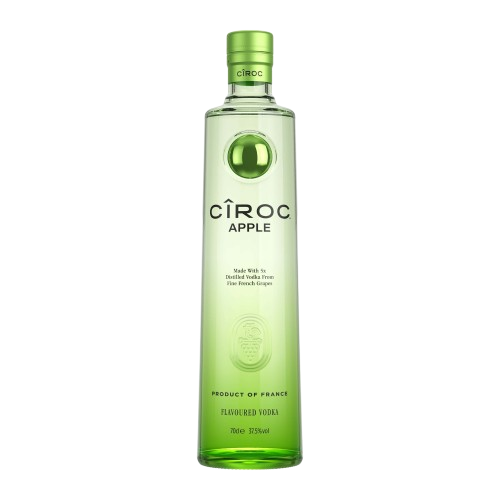 CÎROC
CÎROC
APPLE
Made With 5x
Distilled Vodka From
Fine French Grapes
PRODUCT OF FRANCE
FLAVOURED VODKA
70cl℮ 37.5%vol